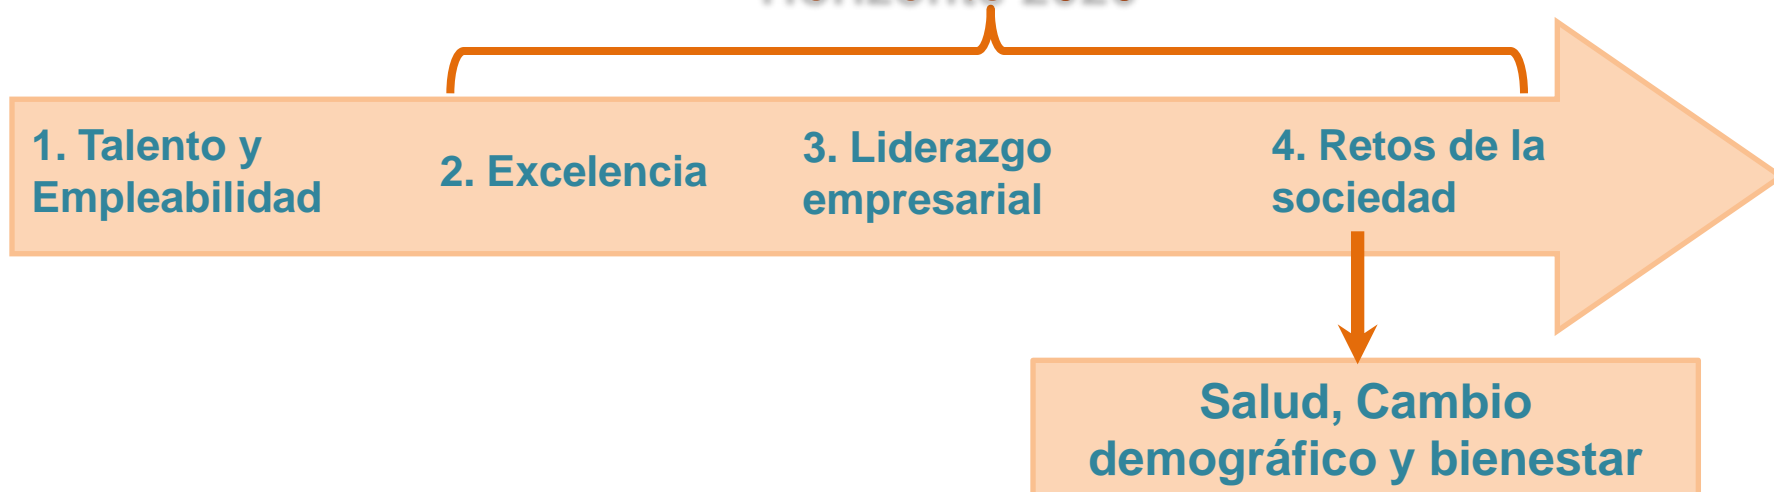 1. Talento y
Empleabilidad
2. Excelencia
3. Liderazgo
empresarial
4. Retos de la
sociedad
Salud, Cambio
demográfico y bienestar